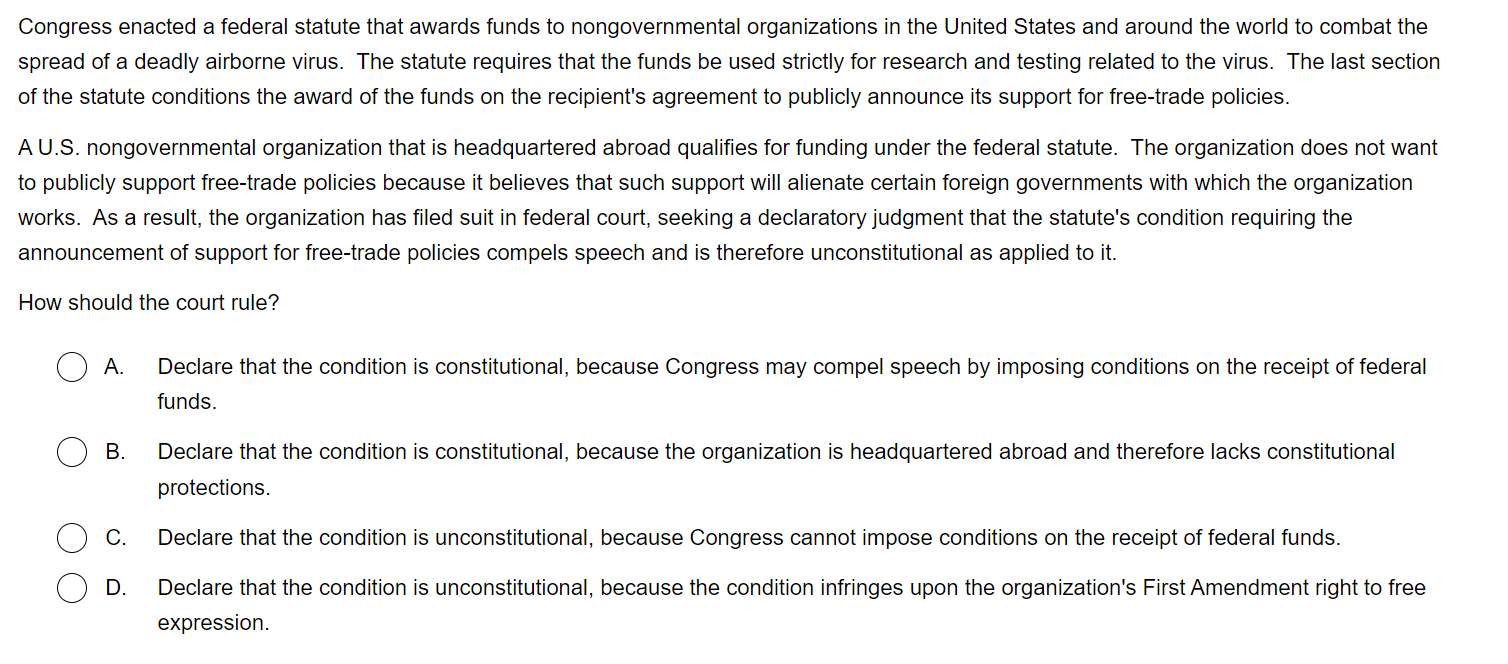 Congress enacted a federal statute that awards funds to nongovernmental organizations in the United States and around the world to combat the
spread of a deadly airborne virus.  The statute requires that the funds be used strictly for research and testing related to the virus.  The last section
of the statute conditions the award of the funds on the recipient's agreement to publicly announce its support for free-trade policies.
A U.S. nongovernmental organization that is headquartered abroad qualifies for funding under the federal statute.  The organization does not want
to publicly support free-trade policies because it believes that such support will alienate certain foreign governments with which the organization
works.  As a result, the organization has filed suit in federal court, seeking a declaratory judgment that the statute's condition requiring the
announcement of support for free-trade policies compels speech and is therefore unconstitutional as applied to it.
How should the court rule?
A. Declare that the condition is constitutional, because Congress may compel speech by imposing conditions on the receipt of federal
funds.
B. Declare that the condition is constitutional, because the organization is headquartered abroad and therefore lacks constitutional
protections.
C. Declare that the condition is unconstitutional, because Congress cannot impose conditions on the receipt of federal funds.
D. Declare that the condition is unconstitutional, because the condition infringes upon the organization's First Amendment right to free
expression.